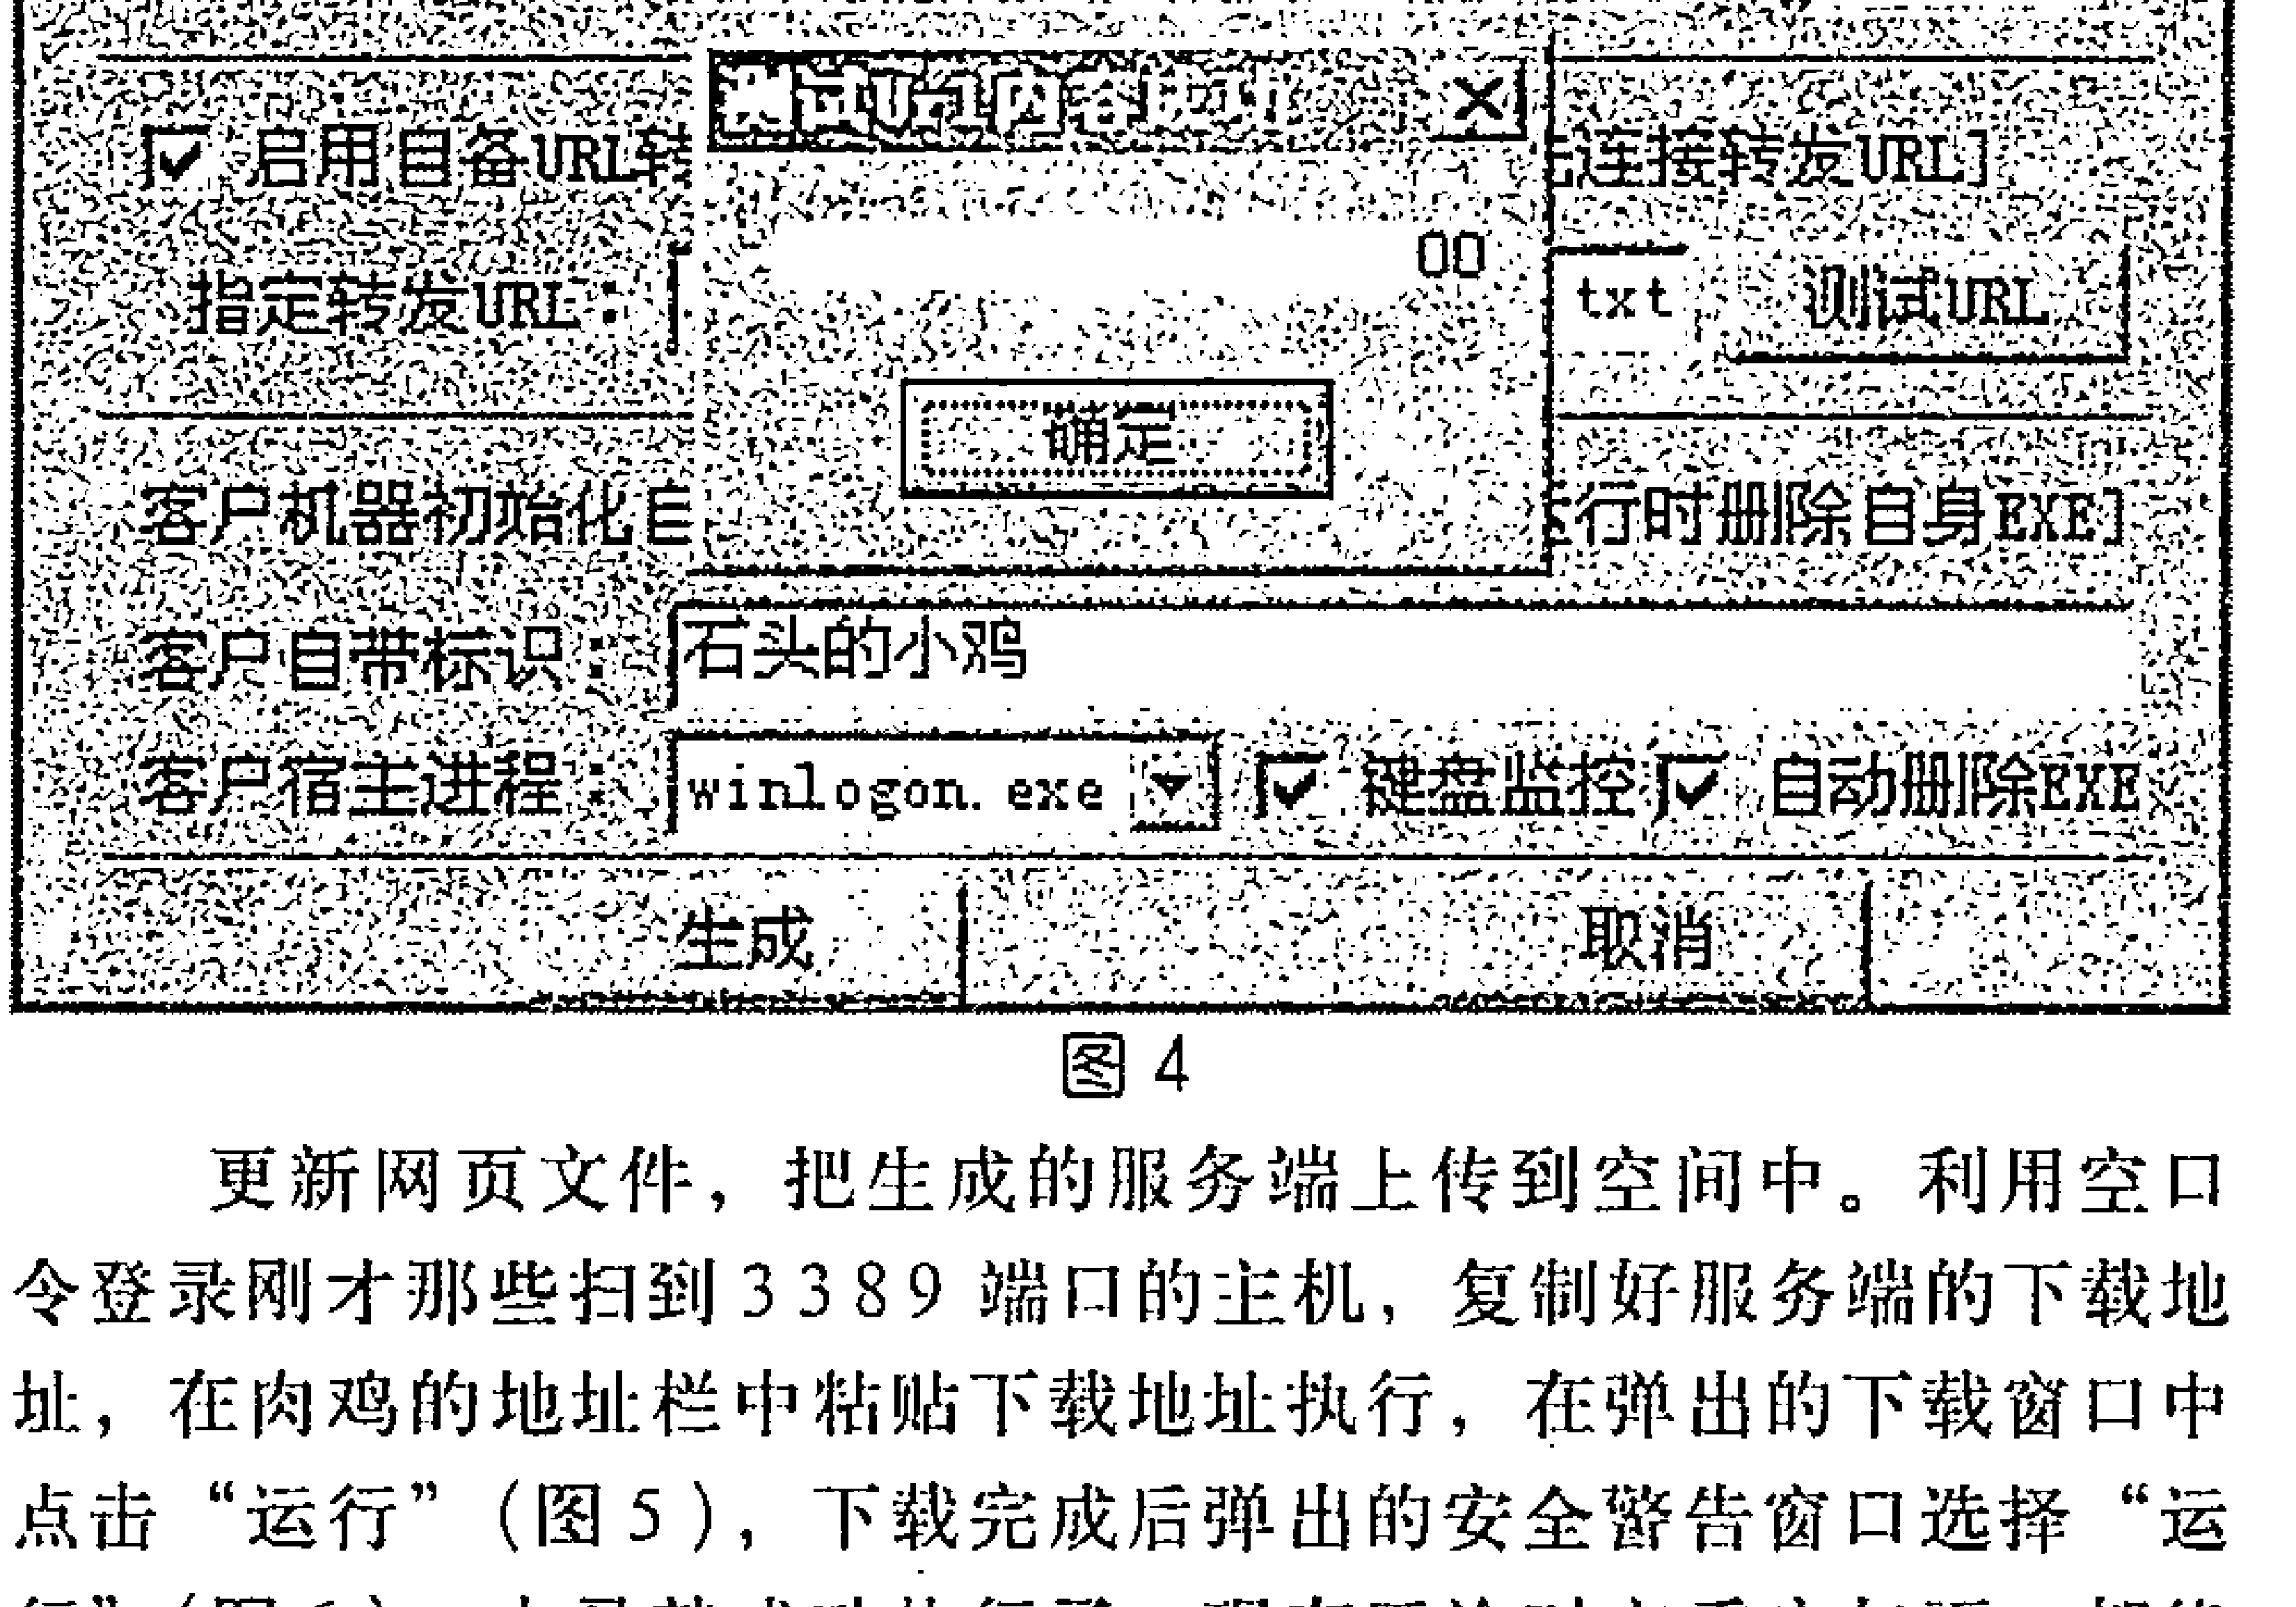 测试URL内容
启用自备URL转
连接转发URL]
00
指定转发URL：
txt
测试URL
确定
客户机器初始化自
行时删除自身EXE]
客户自带标识：
石头的小鸡
客户宿主进程：
winlogon.exe
键盘监控
自动删除EXE
生成
取消
图 4
更新网页文件，把生成的服务端上传到空间中。利用空口
令登录刚才那些扫到 3389 端口的主机，复制好服务端的下载地
址，在肉鸡的地址栏中粘贴下载地址执行，在弹出的下载窗口中
点击“运行”（图 5），下载完成后弹出的安全警告窗口选择“运